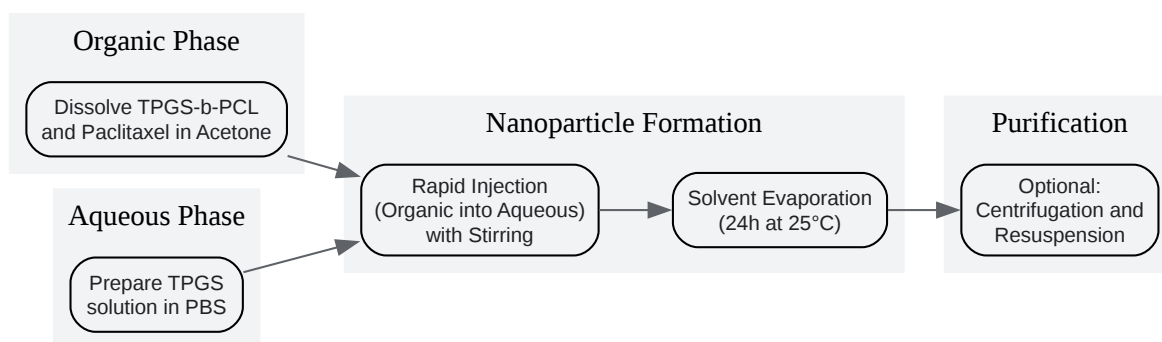 Organic Phase
Dissolve TPGS-b-PCL
and Paclitaxel in Acetone
Aqueous Phase
Prepare TPGS
solution in PBS
Nanoparticle Formation
Rapid Injection
(Organic into Aqueous)
with Stirring
Solvent Evaporation
(24h at 25°C)
Purification
Optional:
Centrifugation and
Resuspension